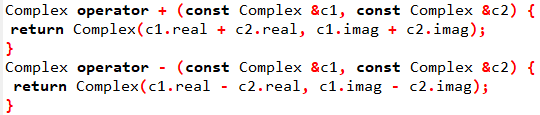 Complex operator + (const Complex &c1, const Complex &c2) {
return Complex(c1.real + c2.real, c1.imag + c2.imag);
}
Complex operator - (const Complex &c1, const Complex &c2) {
return Complex(c1.real - c2.real, c1.imag - c2.imag);
}